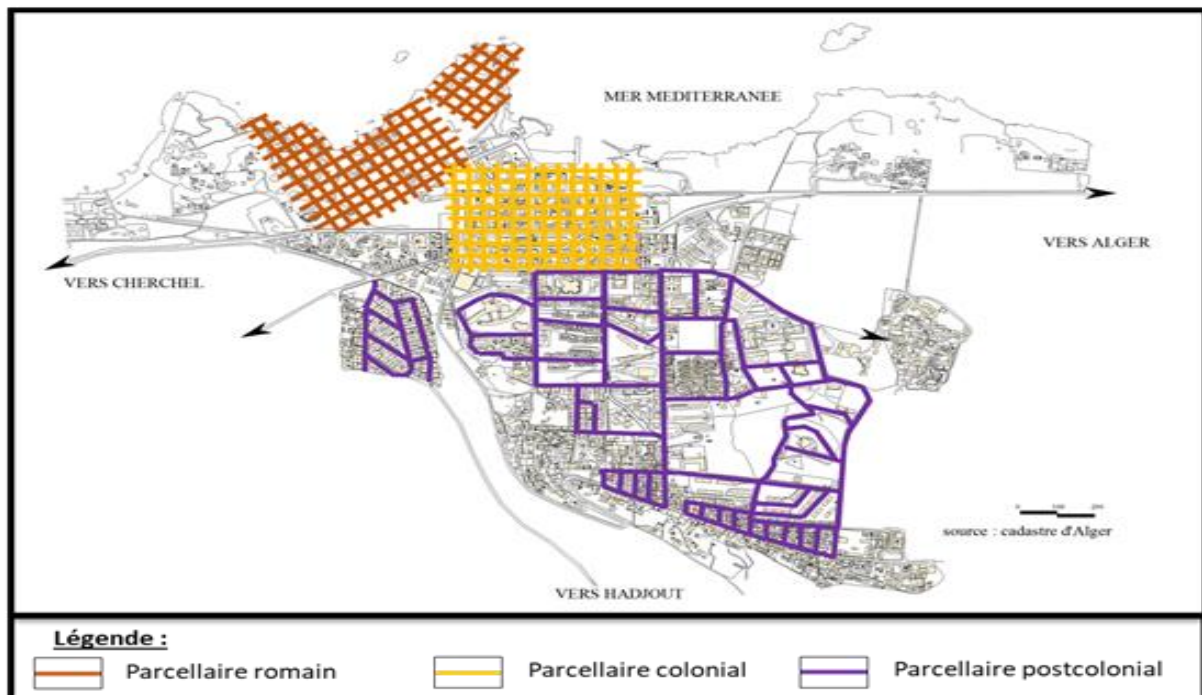 MER MEDITERRANEE
VERS ALGER
VERS CHERCHEL
source : cadastre d'Alger
VERS HADJOUT
Légende :
Parcellaire romain
Parcellaire colonial
Parcellaire postcolonial